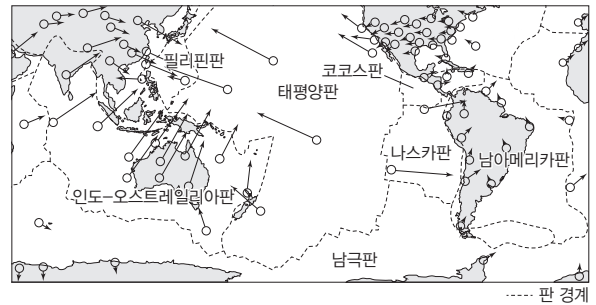 필리핀판
코코스판
태평양판
나스카판
남아메리카판
인도-오스트레일리아판
남극판
판 경계